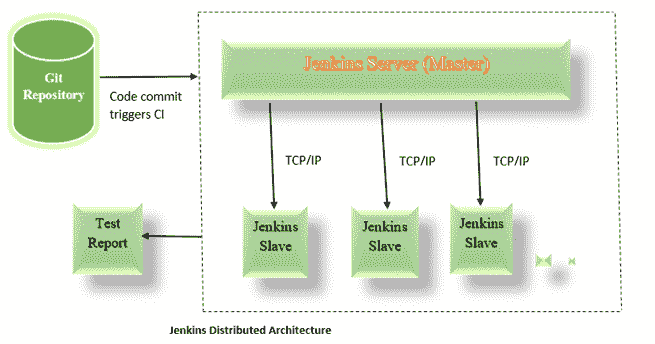 Git
Repository
Code commit
triggers CI
Jenkins Server (Master)
TCP/IP
TCP/IP
TCP/IP
Test
Report
Jenkins
Slave
Jenkins
Slave
Jenkins
Slave
Jenkins Distributed Architecture